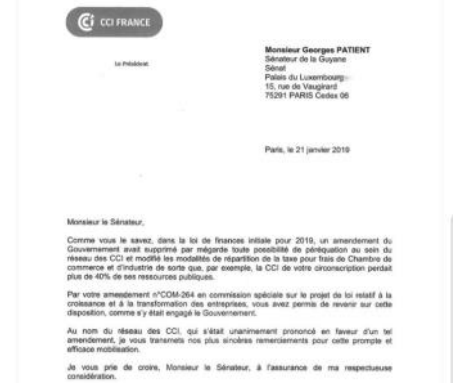 CCI FRANCE
Le Président
Monsieur Georges PATIENT
Sénateur de la Guyane
Sénat
Palais du Luxembourg
15, rue de Vaugirard
75291 PARIS Cedex 06
Paris, le 21 janvier 2019
Monsieur le Sénateur,
Comme vous le savez, dans la loi de finances initiale pour 2019, un amendement du
Gouvernement avait supprimé par mégarde toute possibilité de péréquation au sein du
réseau des CCI et modifié les modalités de répartition de la taxe pour frais de Chambre de
commerce et d'industrie de sorte que, par exemple, la CCI de votre circonscription perdait
plus de 40% de ses ressources publiques.
Par votre amendement n°COM-264 en commission spéciale sur le projet de loi relatif à la
croissance et à la transformation des entreprises, vous avez permis de revenir sur cette
disposition, comme s'y était engagé le Gouvernement.
Au nom du réseau des CCI, qui s'était unanimement prononcé en faveur d'un tel
amendement, je vous transmets nos plus sincères remerciements pour cette prompte et
efficace mobilisation.
Je vous prie de croire, Monsieur le Sénateur, à l'assurance de ma respectueuse
considération.